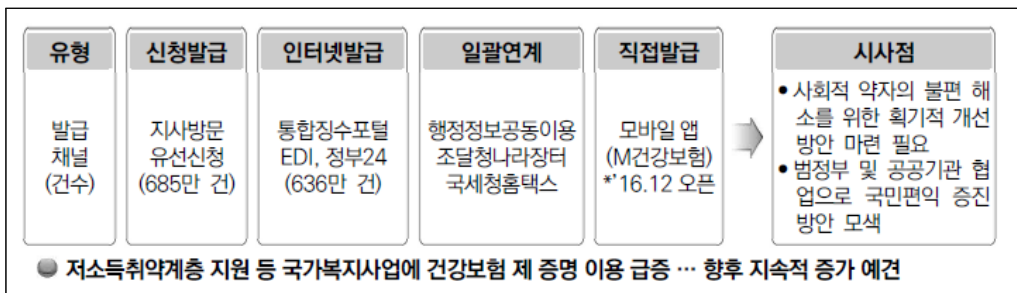 유형
발급
채널
(건수)
신청발급
지사방문
유선신청
(685만 건)
인터넷발급
통합징수포털
EDI, 정부24
(636만 건)
일괄연계
행정정보공동이용
조달청나라장터
국세청홈택스
직접발급
모바일 앱
(M건강보험)
*'16.12 오픈
시사점
• 사회적 약자의 불편 해
소를 위한 획기적 개선
방안 마련 필요
• 범정부 및 공공기관 협
업으로 국민편익 증진
방안 모색
저소득취약계층 지원 등 국가복지사업에 건강보험 제 증명 이용 급증 … 향후 지속적 증가 예견